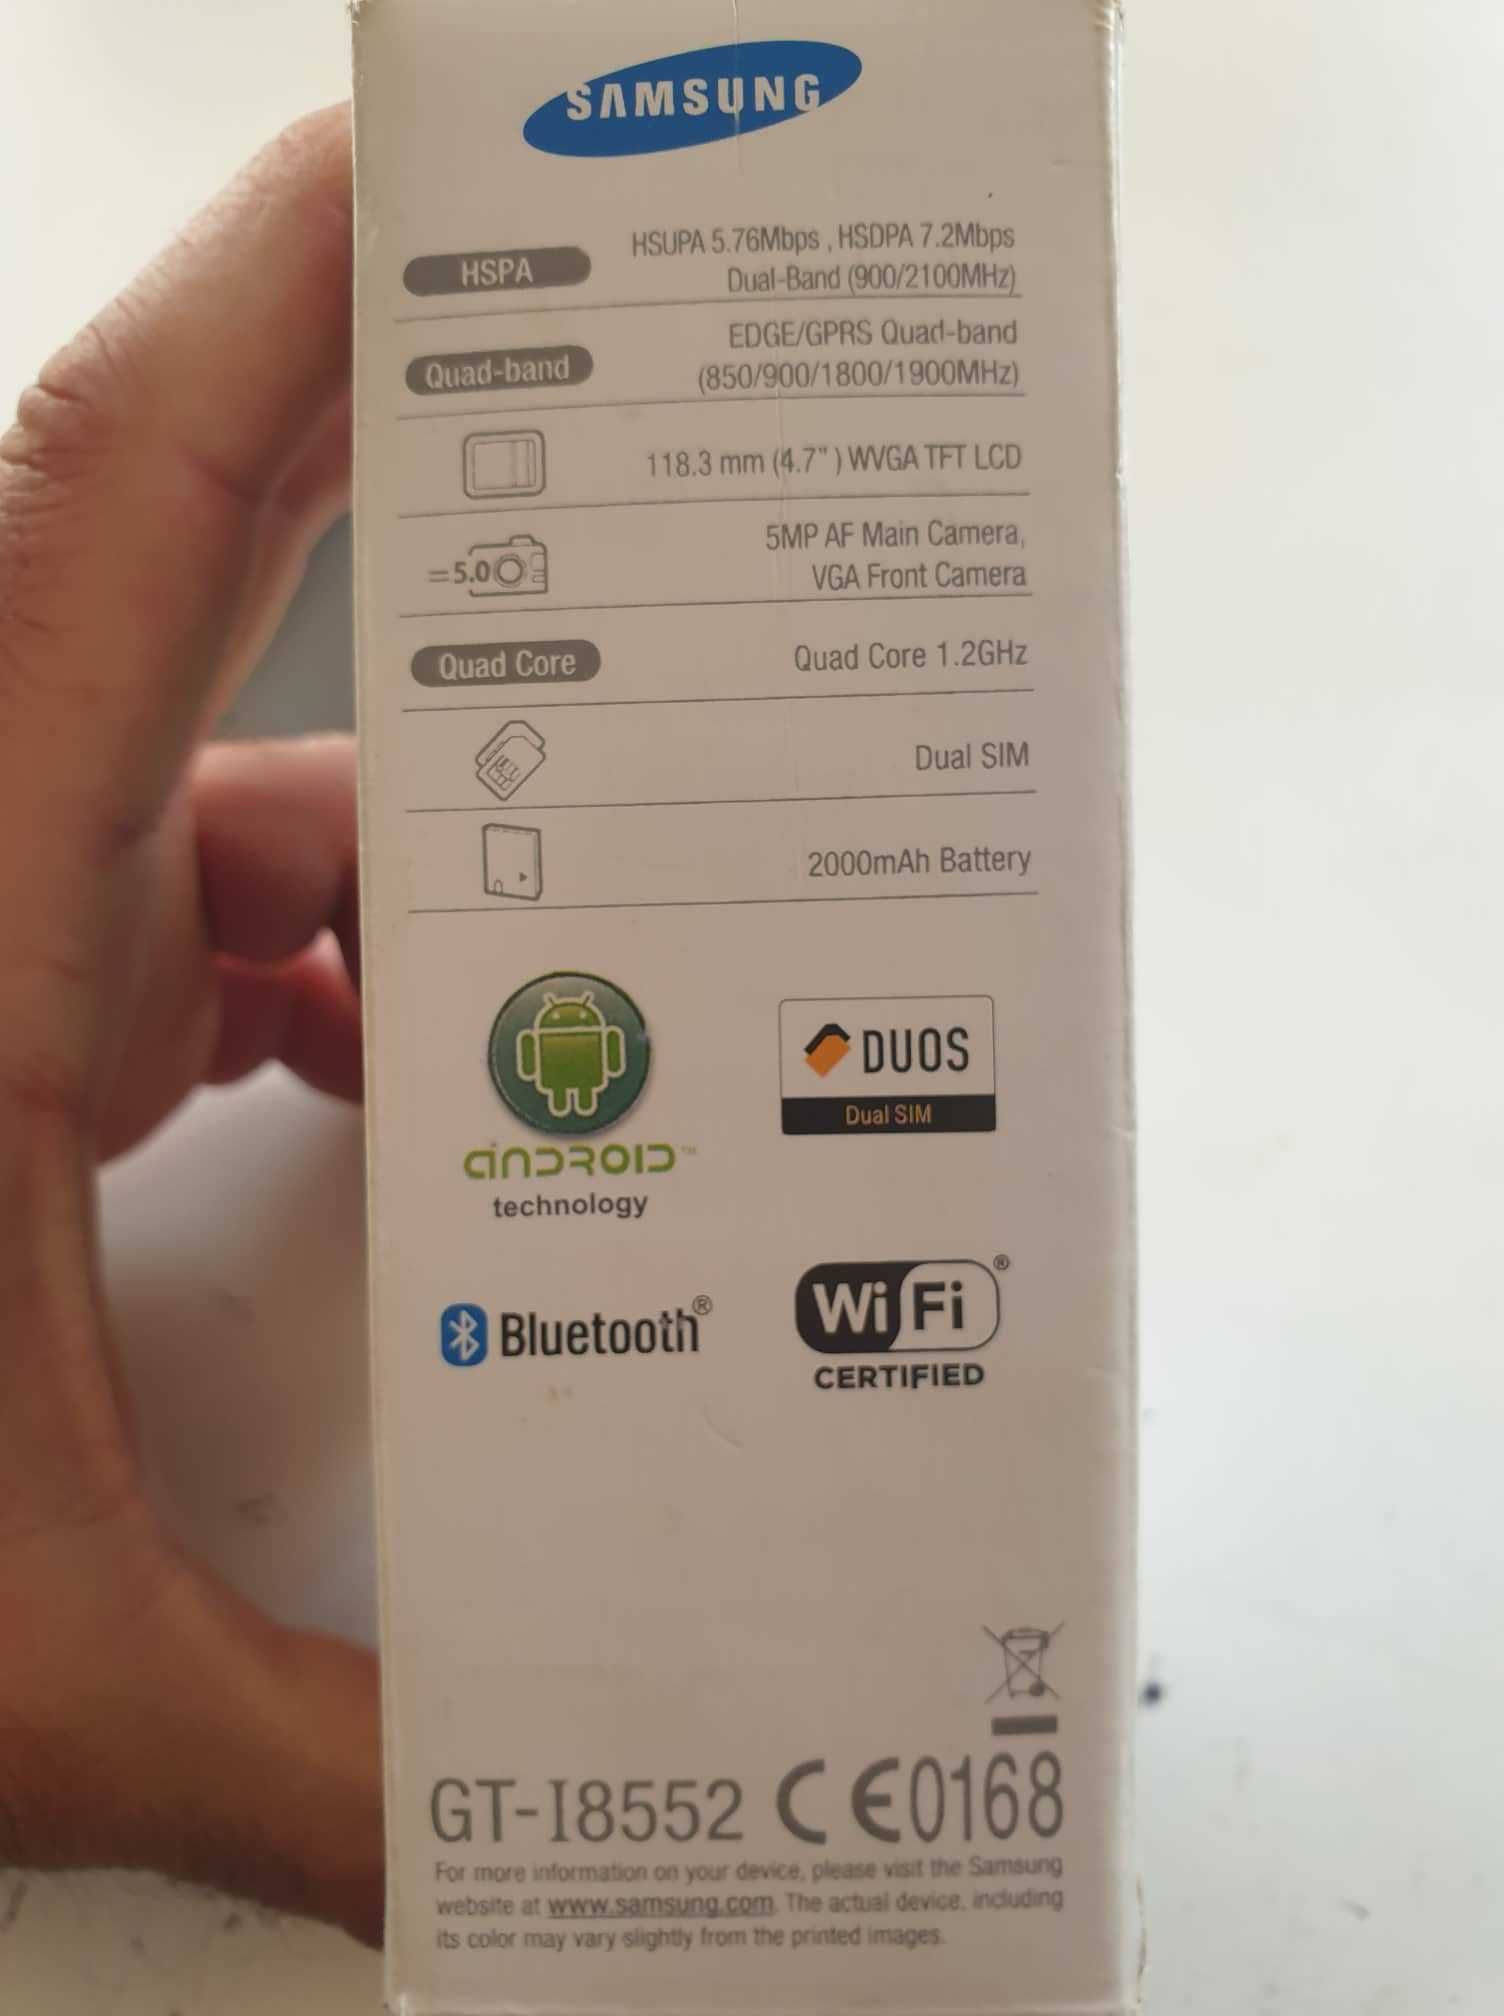 SAMSUNG
HSPA
HSUPA 5.76Mbps , HSDPA 7.2Mbps
Dual-Band (900/2100MHz)
Quad-band
EDGE/GPRS Quad-band
(850/900/1800/1900MHz)
118.3 mm (4.7" ) WVGA TFT LCD
=5.0
5MP AF Main Camera,
VGA Front Camera
Quad Core
Quad Core 1.2GHz
Dual SIM
2000mAh Battery
ANDROID™
technology
DUOS
Dual SIM
Bluetooth®
WiFi®
CERTIFIED
GT-I8552 CE0168
For more information on your device, please visit the Samsung
website at www.samsung.com. The actual device, including
its color may vary slightly from the printed images.